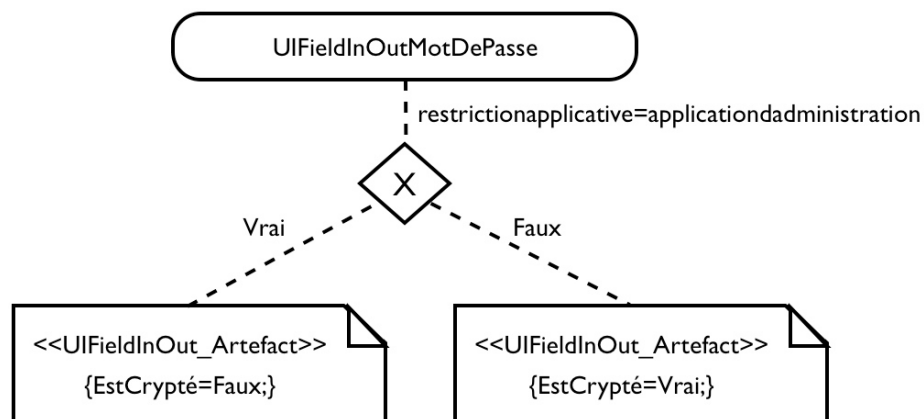 UIFieldInOutMotDePasse
restrictionapplicative=applicationdadministration
X
Vrai
Faux
<<UIFieldInOut_Artefact>>
{EstCrypté=Faux;}
<<UIFieldInOut_Artefact>>
{EstCrypté=Vrai;}